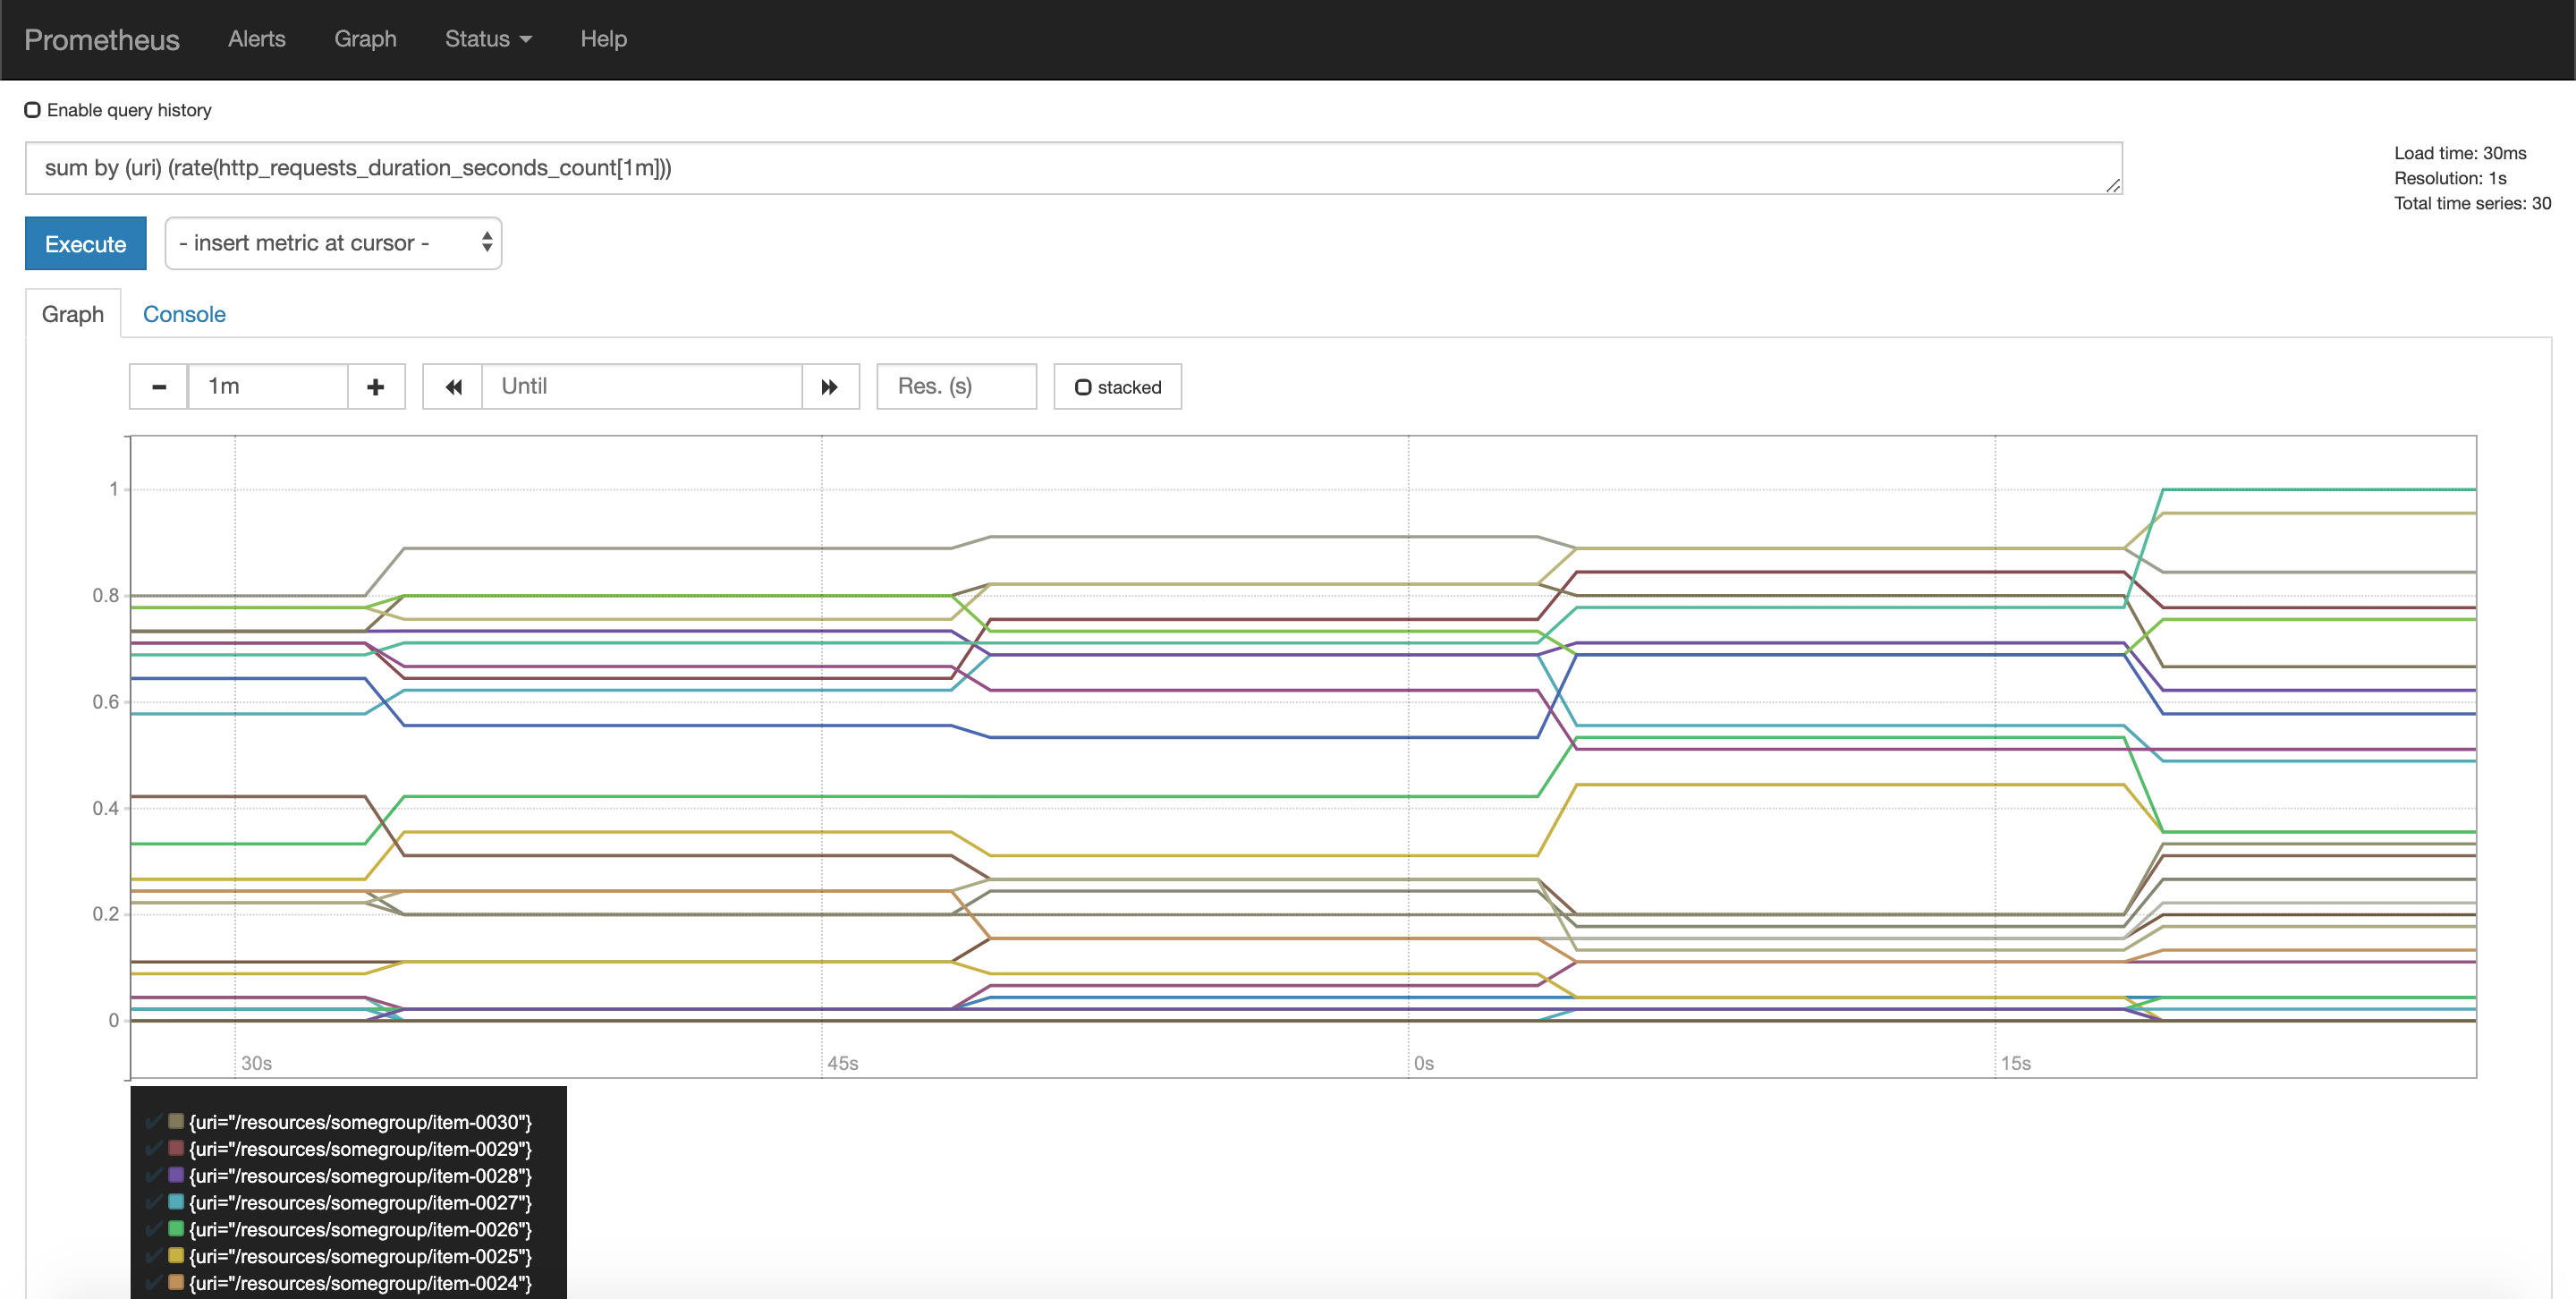 Prometheus Alerts Graph Status Help
Enable query history
sum by (uri) (rate(http_requests_duration_seconds_count[1m]))
Load time: 30ms
Resolution: 1s
Total time series: 30
Execute
- insert metric at cursor -
Graph Console
1m Until Res. (s) stacked
1
0.8
0.6
0.4
0.2
0
30s 45s 0s 15s
{uri="/resources/somegroup/item-0030"}
{uri="/resources/somegroup/item-0029"}
{uri="/resources/somegroup/item-0028"}
{uri="/resources/somegroup/item-0027"}
{uri="/resources/somegroup/item-0026"}
{uri="/resources/somegroup/item-0025"}
{uri="/resources/somegroup/item-0024"}